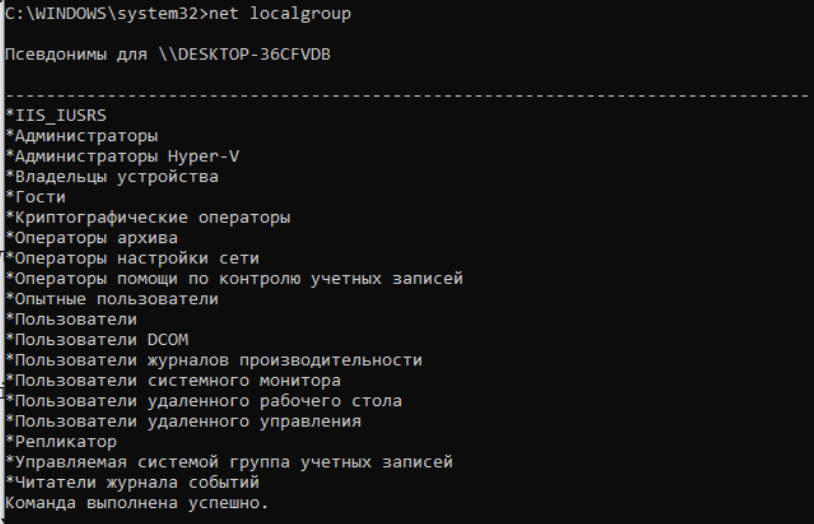 C:\WINDOWS\system32>net localgroup
Псевдонимы для \\DESKTOP-36CFVDB
-------------------------------------------------------------------------------
*IIS_IUSRS
*Администраторы
*Администраторы Hyper-V
*Владельцы устройства
*Гости
*Криптографические операторы
*Операторы архива
*Операторы настройки сети
*Операторы помощи по контролю учетных записей
*Опытные пользователи
*Пользователи
*Пользователи DCOM
*Пользователи журналов производительности
*Пользователи системного монитора
*Пользователи удаленного рабочего стола
*Пользователи удаленного управления
*Репликатор
*Управляемая системой группа учетных записей
*Читатели журнала событий
Команда выполнена успешно.